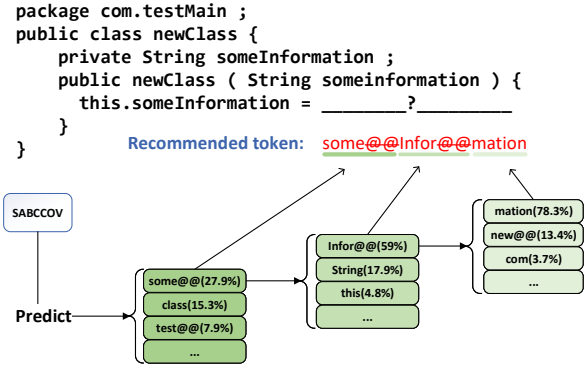 package com.testMain ;
public class newClass {
private String someInformation ;
public newClass ( String someinformation ) {
this.someInformation = ________?_________
}
}
Recommended token: some@@Infor@@mation
SABCCOV
Predict
some@@(27.9%)
class(15.3%)
test@@(7.9%)
...
Infor@@(59%)
String(17.9%)
this(4.8%)
...
mation(78.3%)
new@@(13.4%)
com(3.7%)
...